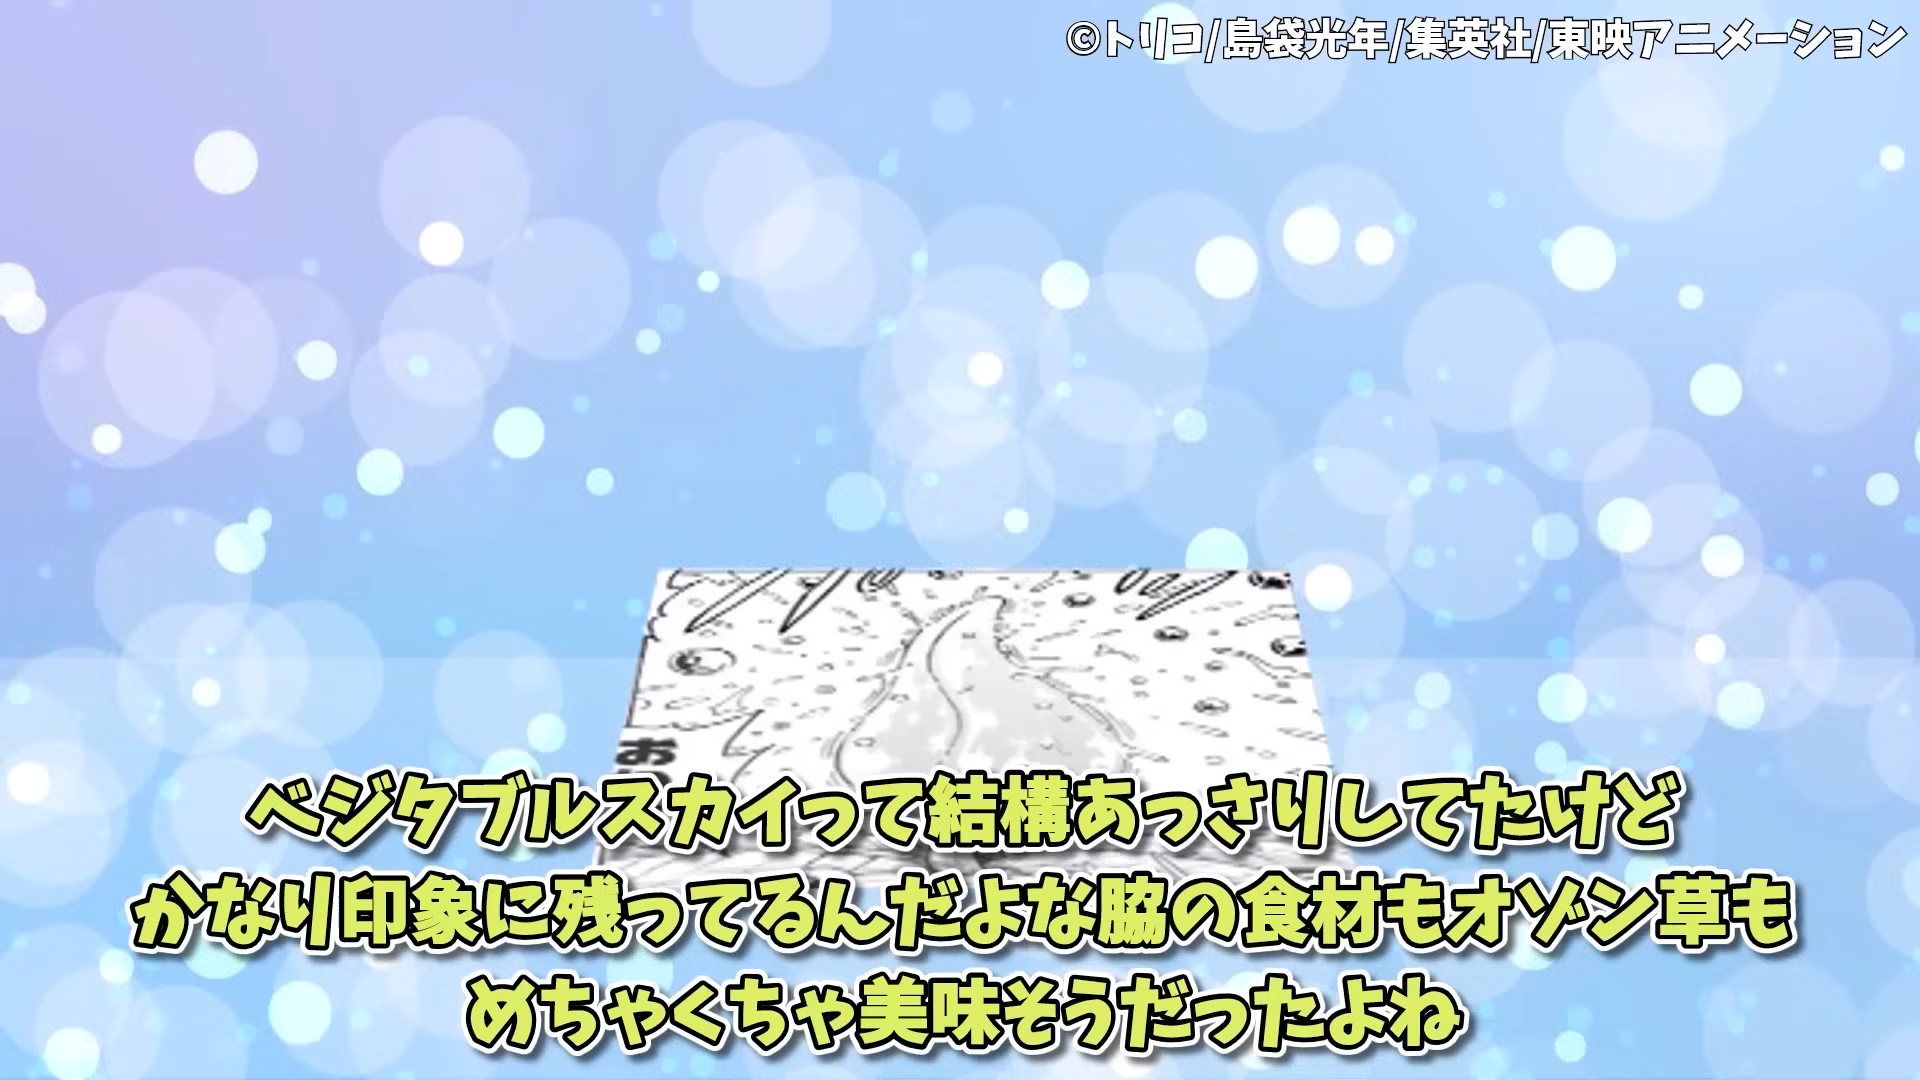 ©トリコ/島袋光年/集英社/東映アニメーション
お
ベジタブルスカイって結構あっさりしてたけど
かなり印象に残ってるんだよな脇の食材もオゾン草も
めちゃくちゃ美味そうだったよね